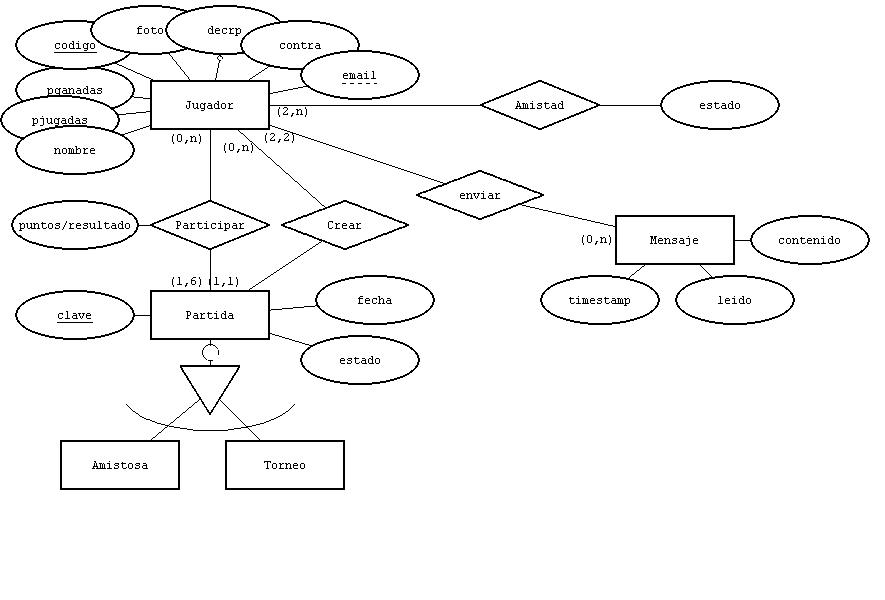 foto
decrp
codigo
contra
email
pganadas
Jugador
Amistad
estado
pjugadas
(2,n)
nombre
(0,n)
(0,n)
(2,2)
enviar
puntos/resultado
Participar
Crear
(0,n)
Mensaje
contenido
(1,6)
(1,1)
timestamp
leido
fecha
clave
Partida
estado
Amistosa
Torneo